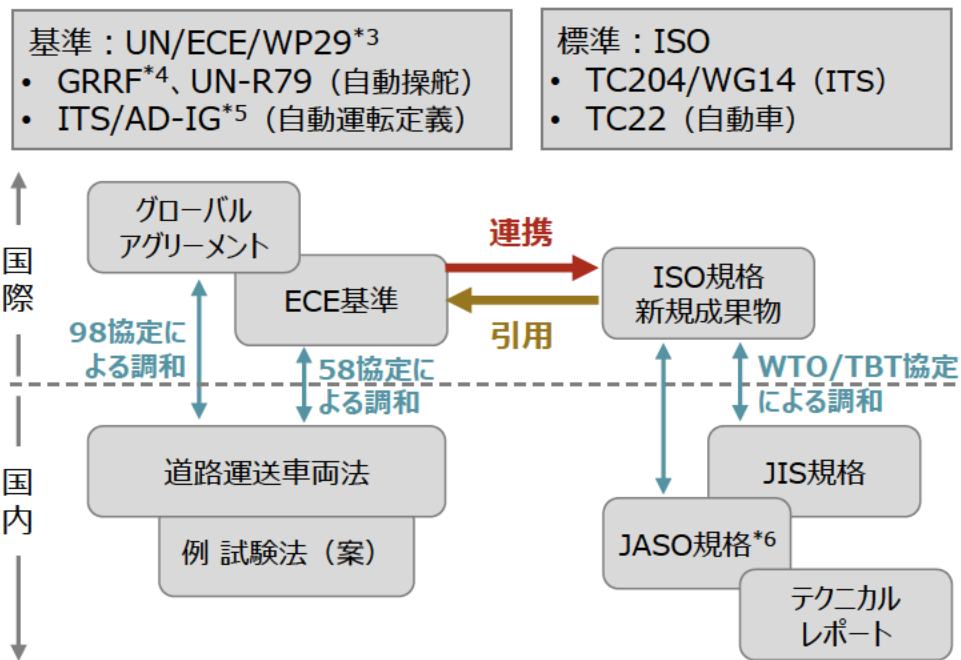 基準：UN/ECE/WP29*3
• GRRF*4、UN-R79（自動操舵）
• ITS/AD-IG*5（自動運転定義）
標準：ISO
• TC204/WG14（ITS）
• TC22（自動車）
国際
グローバル
アグリーメント
ECE基準
連携
引用
ISO規格
新規成果物
98協定に
よる調和
58協定に
よる調和
WTO/TBT協定
による調和
国内
道路運送車両法
例 試験法（案）
JIS規格
JASO規格*6
テクニカル
レポート